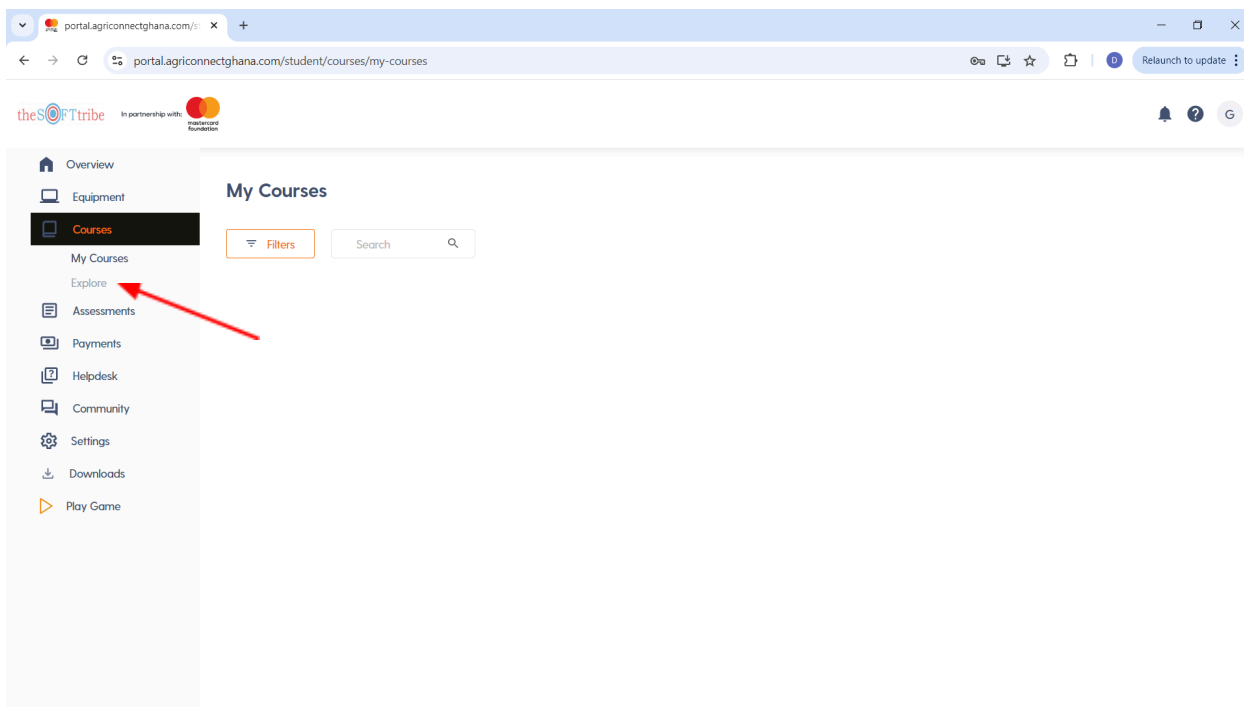 portal.agriconnectghana.com/s
portal.agriconnectghana.com/student/courses/my-courses
D
Relaunch to update
theSOFTtribe
In partnership with:
mastercard
foundation
G
Overview
Equipment
My Courses
Courses
Filters
Search
My Courses
Explore
Assessments
Payments
Helpdesk
Community
Settings
Downloads
Play Game